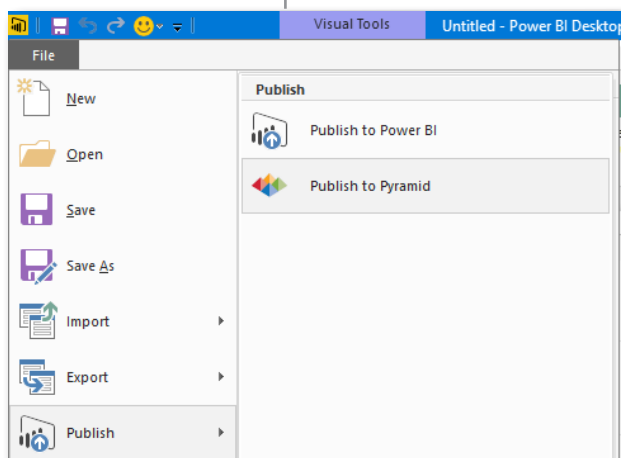 Visual Tools
Untitled - Power BI Desktop
File
New
Open
Save
Save As
Import
Export
Publish
Publish
Publish to Power BI
Publish to Pyramid